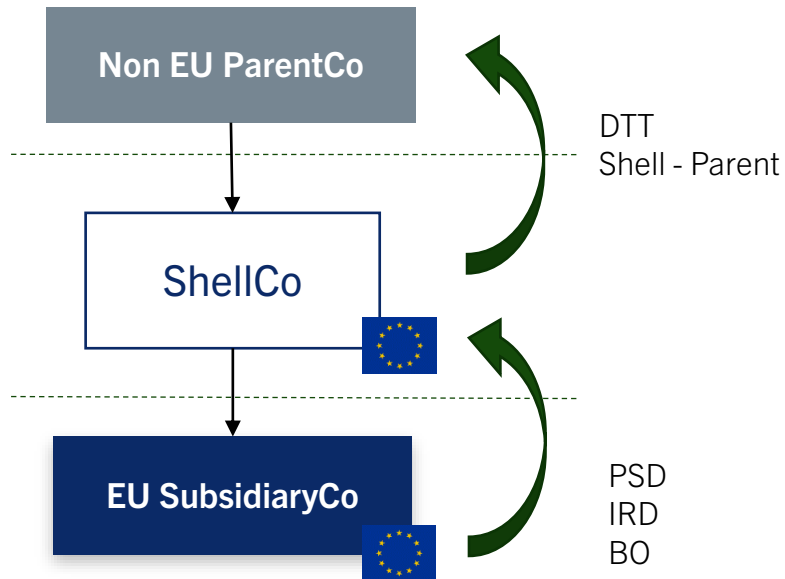 Non EU ParentCo
DTT
Shell - Parent
ShellCo
EU SubsidiaryCo
PSD
IRD
BO